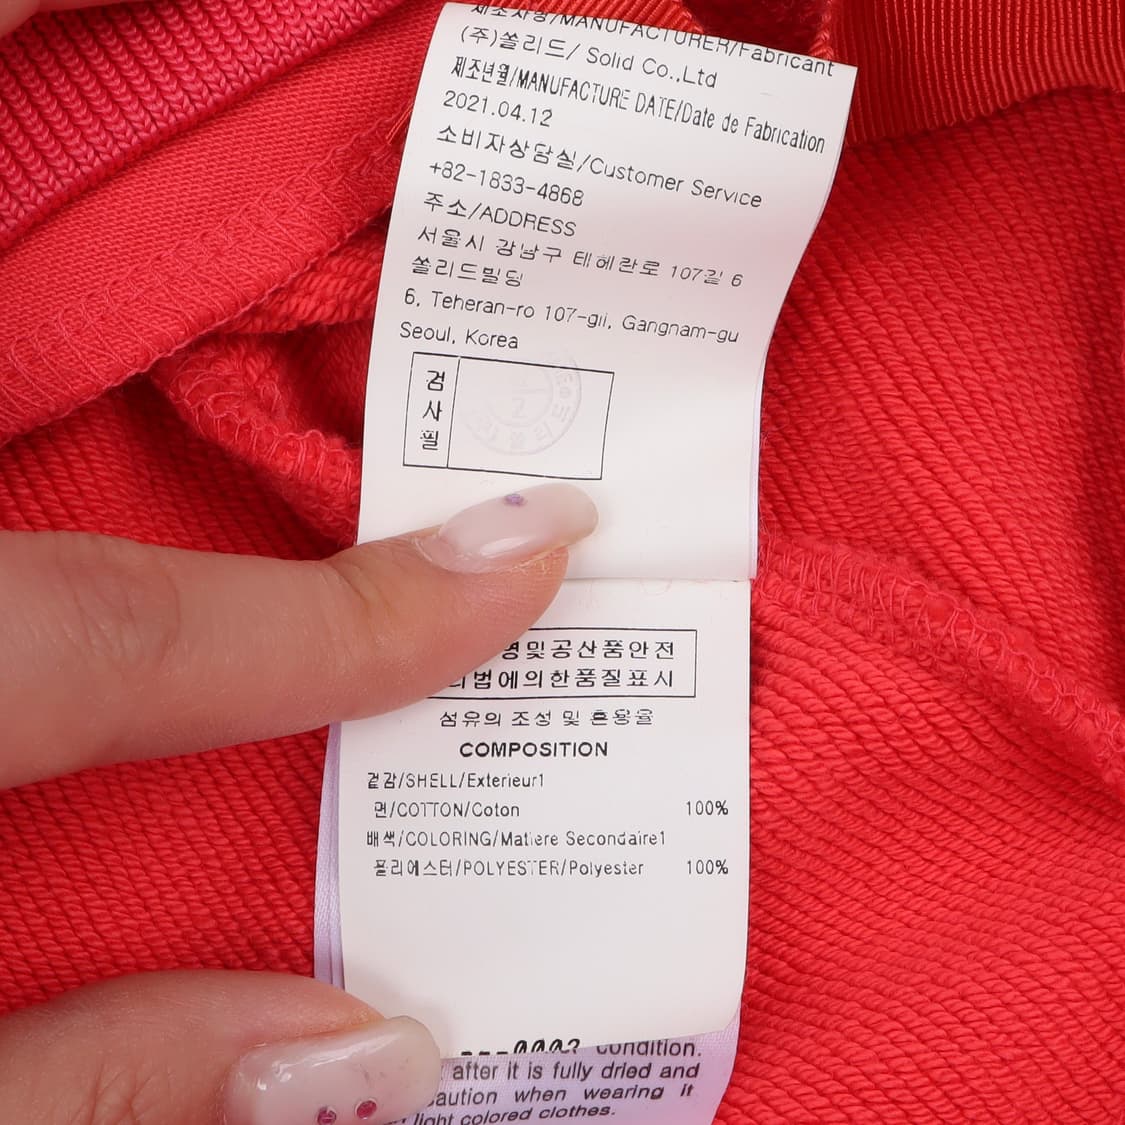 제조자명/MANUFACTURER/Fabricant
(주)쏠리드/ Solid Co.,Ltd
제조년월/MANUFACTURE DATE/Date de Fabrication
2021.04.12
소비자상담실/Customer Service
+82-1833-4868
주소/ADDRESS
서울시 강남구 테헤란로 107길 6
쏠리드빌딩
6, Teheran-ro 107-gil, Gangnam-gu
Seoul, Korea
검
사
필
및공산품안전
법에의한품질표시
섬유의 조성 및 혼용율
COMPOSITION
겉감/SHELL/Exterieur1
면/COTTON/Coton 100%
배색/COLORING/Matiere Secondaire1
폴리에스터/POLYESTER/Polyester 100%
condition.
after it is fully dried and
when wearing it
light colored clothes.